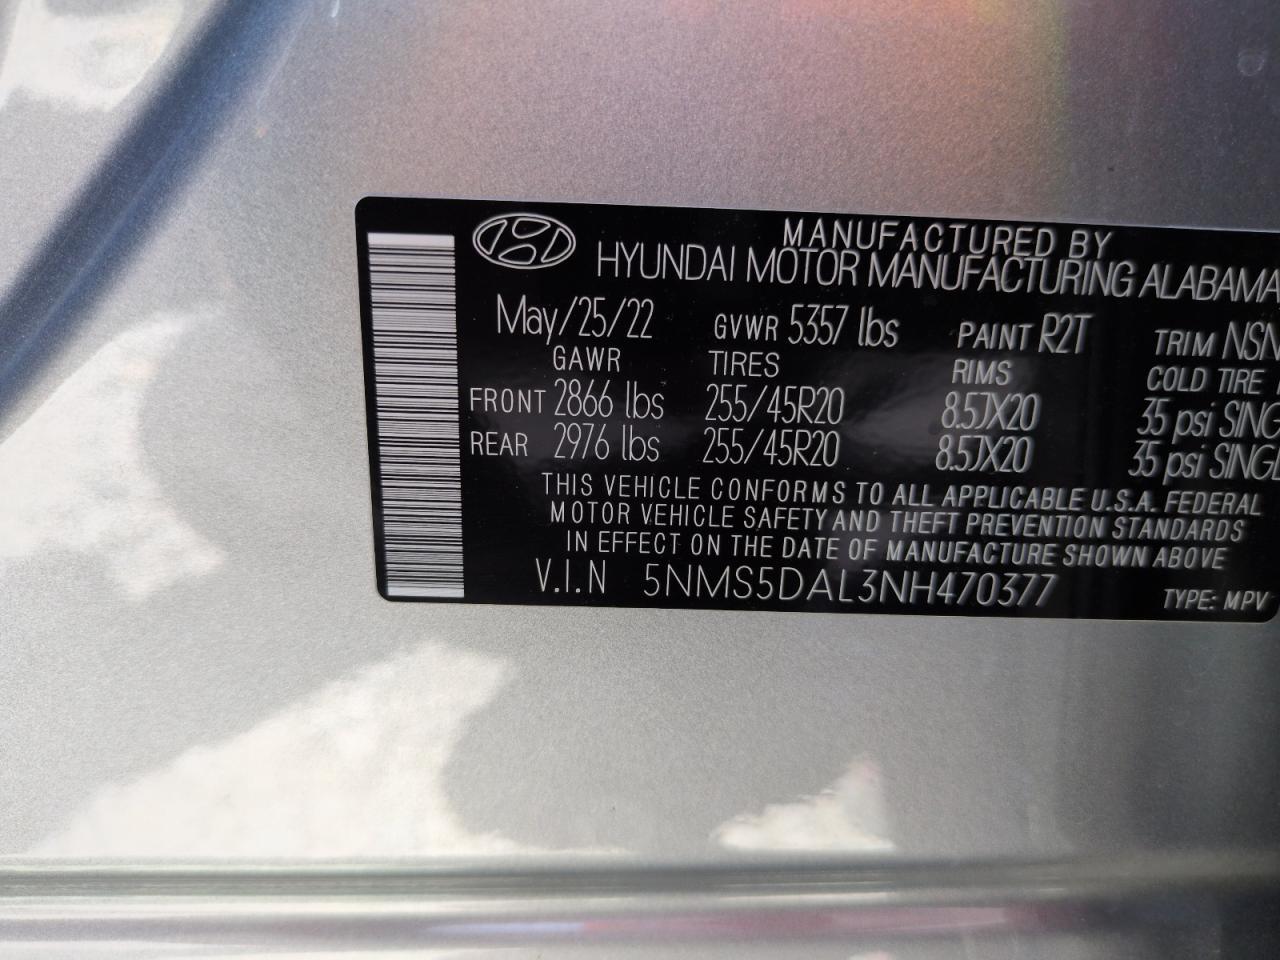 MANUFACTURED BY
HYUNDAI MOTOR MANUFACTURING ALABAMA
May/25/22 GVWR 5357 lbs PAINT R2T TRIM NSN
GAWR TIRES RIMS COLD TIRE
FRONT 2866 lbs 255/45R20 8.5JX20 35 psi SING
REAR 2976 lbs 255/45R20 8.5JX20 35 psi SINGL
THIS VEHICLE CONFORMS TO ALL APPLICABLE U.S.A. FEDERAL
MOTOR VEHICLE SAFETY AND THEFT PREVENTION STANDARDS
IN EFFECT ON THE DATE OF MANUFACTURE SHOWN ABOVE
V.I.N 5NMS5DAL3NH470377 TYPE: MPV